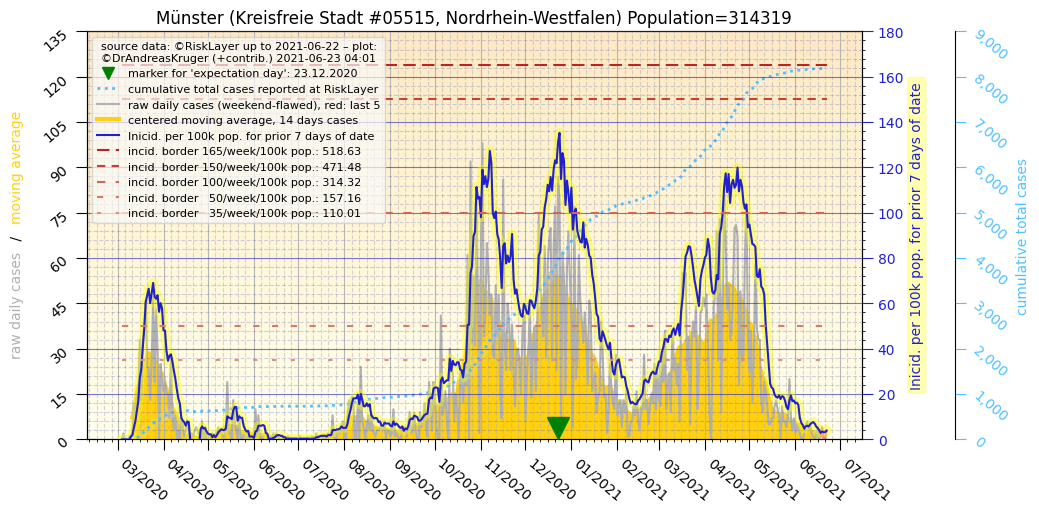 Münster (Kreisfreie Stadt #05515, Nordrhein-Westfalen) Population=314319
source data: ©RiskLayer up to 2021-06-22 – plot:
©DrAndreasKruger (+contrib.) 2021-06-23 04:01
marker for 'expectation day': 23.12.2020
cumulative total cases reported at RiskLayer
raw daily cases (weekend-flawed), red: last 5
centered moving average, 14 days cases
Inicid. per 100k pop. for prior 7 days of date
incid. border 165/week/100k pop.: 518.63
incid. border 150/week/100k pop.: 471.48
incid. border 100/week/100k pop.: 314.32
incid. border   50/week/100k pop.: 157.16
incid. border   35/week/100k pop.: 110.01
raw daily cases / moving average
135
120
105
90
75
60
45
30
15
0
03/2020
04/2020
05/2020
06/2020
07/2020
08/2020
09/2020
10/2020
11/2020
12/2020
01/2021
02/2021
03/2021
04/2021
05/2021
06/2021
07/2021
180
160
140
120
100
80
60
40
20
0
Inicid. per 100k pop. for prior 7 days of date
9,000
8,000
7,000
6,000
5,000
4,000
3,000
2,000
1,000
0
cumulative total cases